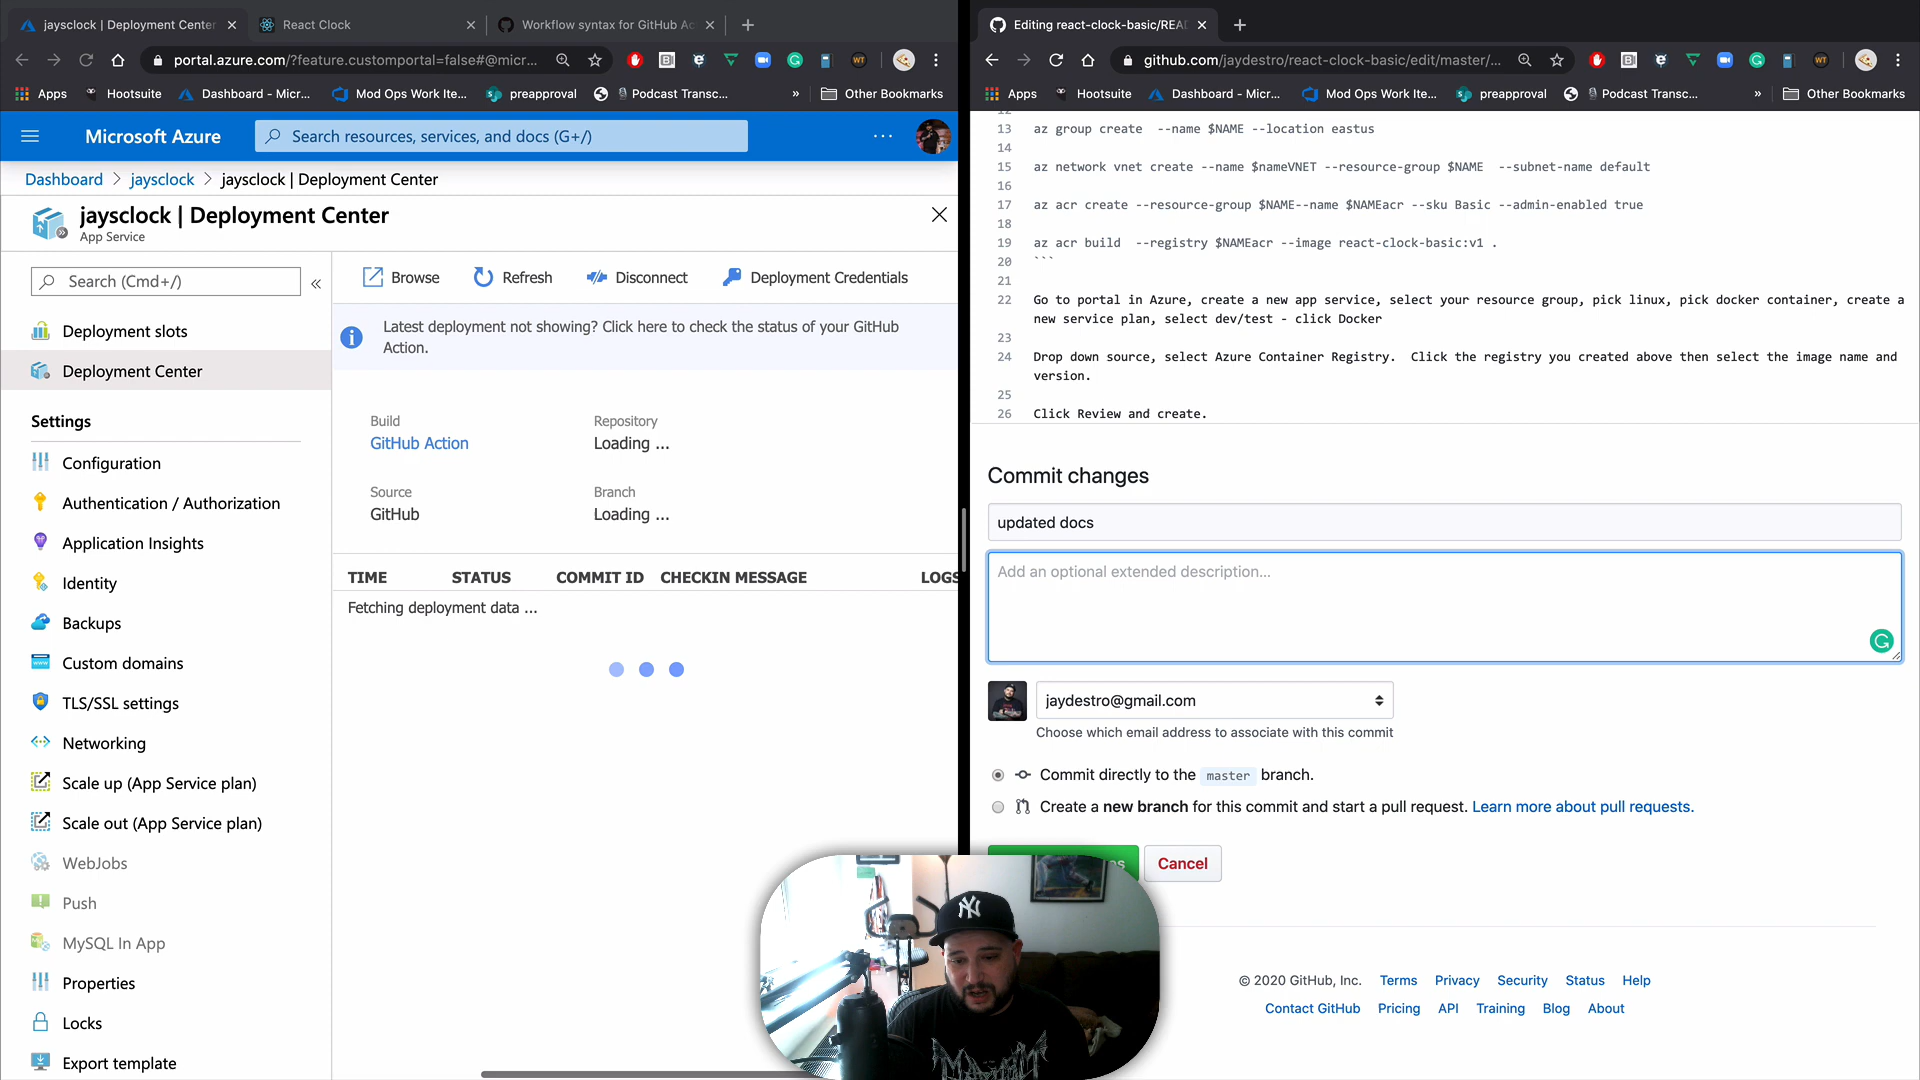 jaysclock | Deployment Center
React Clock
Workflow syntax for GitHub Ac
portal.azure.com/?feature.customportal=false#@micr...
Apps
Hootsuite
Dashboard - Micr...
Mod Ops Work Ite...
preapproval
Podcast Transc...
»
Other Bookmarks
Microsoft Azure
Search resources, services, and docs (G+/)
Dashboard > jaysclock > jaysclock | Deployment Center
jaysclock | Deployment Center
App Service
Search (Cmd+/)
«
Deployment slots
Deployment Center
Settings
Configuration
Authentication / Authorization
Application Insights
Identity
Backups
Custom domains
TLS/SSL settings
Networking
Scale up (App Service plan)
Scale out (App Service plan)
WebJobs
Push
MySQL In App
Properties
Locks
Export template
Browse
Refresh
Disconnect
Deployment Credentials
Latest deployment not showing? Click here to check the status of your GitHub
Action.
Build
GitHub Action
Repository
Loading ...
Source
GitHub
Branch
Loading ...
TIME STATUS COMMIT ID CHECKIN MESSAGE LOGS
Fetching deployment data ...
Editing react-clock-basic/REA
github.com/jaydestro/react-clock-basic/edit/master/...
Apps
Hootsuite
Dashboard - Micr...
Mod Ops Work Ite...
preapproval
Podcast Transc...
»
Other Bookmarks
12
13 az group create --name $NAME --location eastus
14
15 az network vnet create --name $nameVNET --resource-group $NAME --subnet-name default
16
17 az acr create --resource-group $NAME--name $NAMEacr --sku Basic --admin-enabled true
18
19 az acr build --registry $NAMEacr --image react-clock-basic:v1 .
20 ```
21
22 Go to portal in Azure, create a new app service, select your resource group, pick linux, pick docker container, create a
new service plan, select dev/test - click Docker
23
24 Drop down source, select Azure Container Registry. Click the registry you created above then select the image name and
version.
25
26 Click Review and create.
Commit changes
updated docs
Add an optional extended description...
jaydestro@gmail.com
Choose which email address to associate with this commit
Commit directly to the master branch.
Create a new branch for this commit and start a pull request. Learn more about pull requests.
Cancel
© 2020 GitHub, Inc. Terms Privacy Security Status Help
Contact GitHub Pricing API Training Blog About